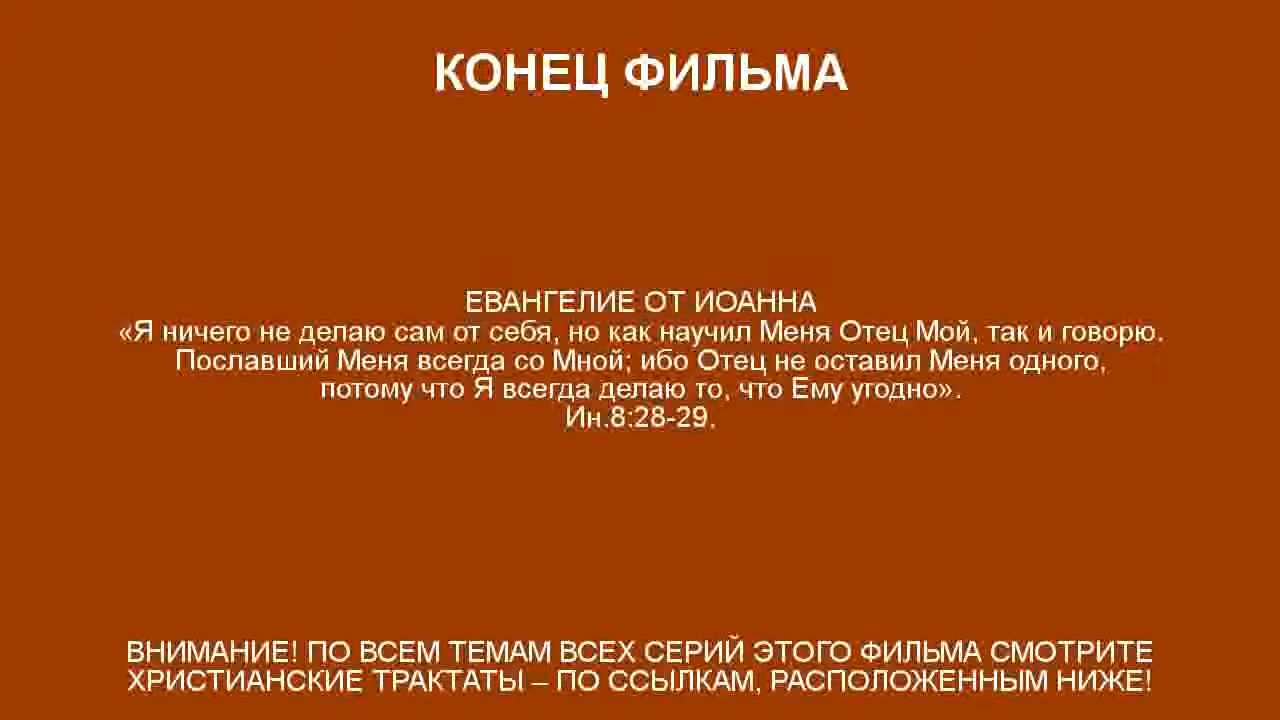 КОНЕЦ ФИЛЬМА
ЕВАНГЕЛИЕ ОТ ИОАННА
«Я ничего не делаю сам от себя, но как научил Меня Отец Мой, так и говорю.
Пославший Меня всегда со Мной; ибо Отец не оставил Меня одного,
потому что Я всегда делаю то, что Ему угодно».
Ин.8:28-29.
ВНИМАНИЕ! ПО ВСЕМ ТЕМАМ ВСЕХ СЕРИЙ ЭТОГО ФИЛЬМА СМОТРИТЕ
ХРИСТИАНСКИЕ ТРАКТАТЫ – ПО ССЫЛКАМ, РАСПОЛОЖЕННЫМ НИЖЕ!